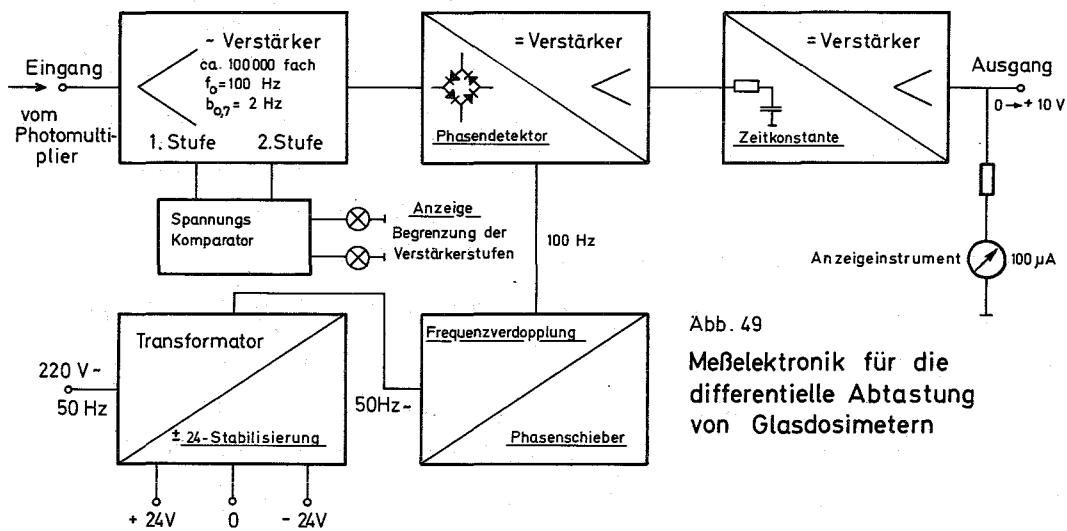 Eingang
vom
Photomulti-
plier
~ Verstärker
ca. 100000 fach
fo=100 Hz
b0,7= 2 Hz
1. Stufe 2. Stufe
= Verstärker
Phasendetektor
= Verstärker
Zeitkonstante
Ausgang
0→+10 V
Spannungs
Komparator
Anzeige
Begrenzung der
Verstärkerstufen
100 Hz
Anzeigeinstrument
100 µA
Transformator
220 V~
50 Hz
± 24-Stabilisierung
+ 24V 0 - 24V
50Hz~
Frequenzverdopplung
Phasenschieber
Abb. 49
Meßelektronik für die
differentielle Abtastung
von Glasdosimetern